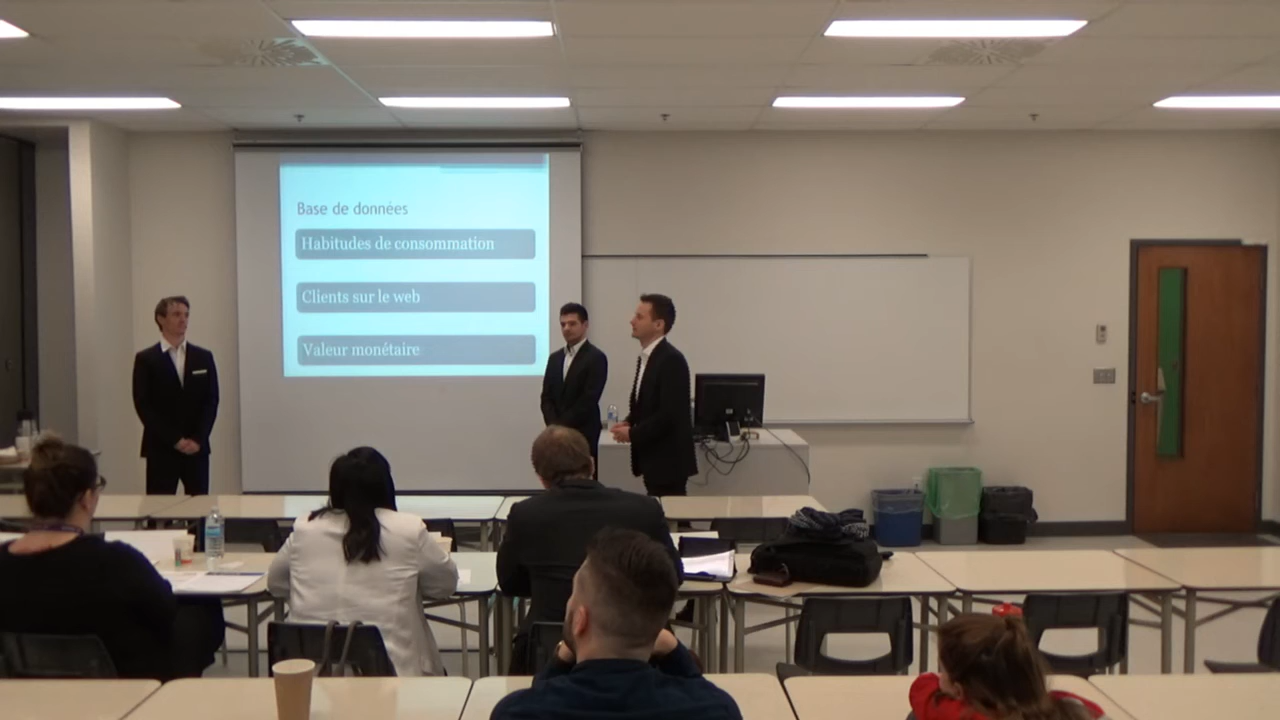 Base de données
Habitudes de consommation
Clients sur le web
Valeur monétaire